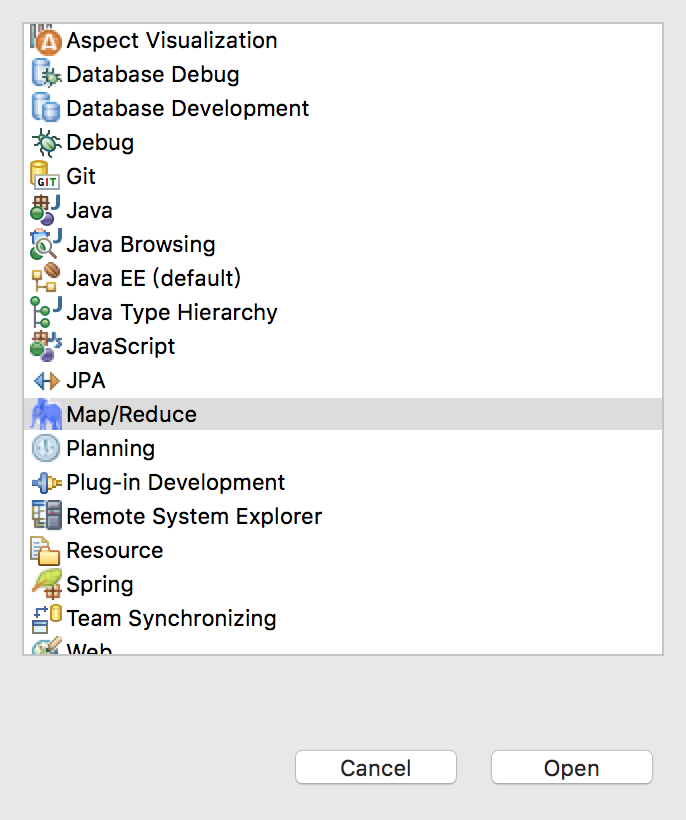 Aspect Visualization
Database Debug
Database Development
Debug
GIT Git
Java
Java Browsing
Java EE (default)
Java Type Hierarchy
JavaScript
JPA
Map/Reduce
Planning
Plug-in Development
Remote System Explorer
Resource
Spring
Team Synchronizing
Web
Cancel Open